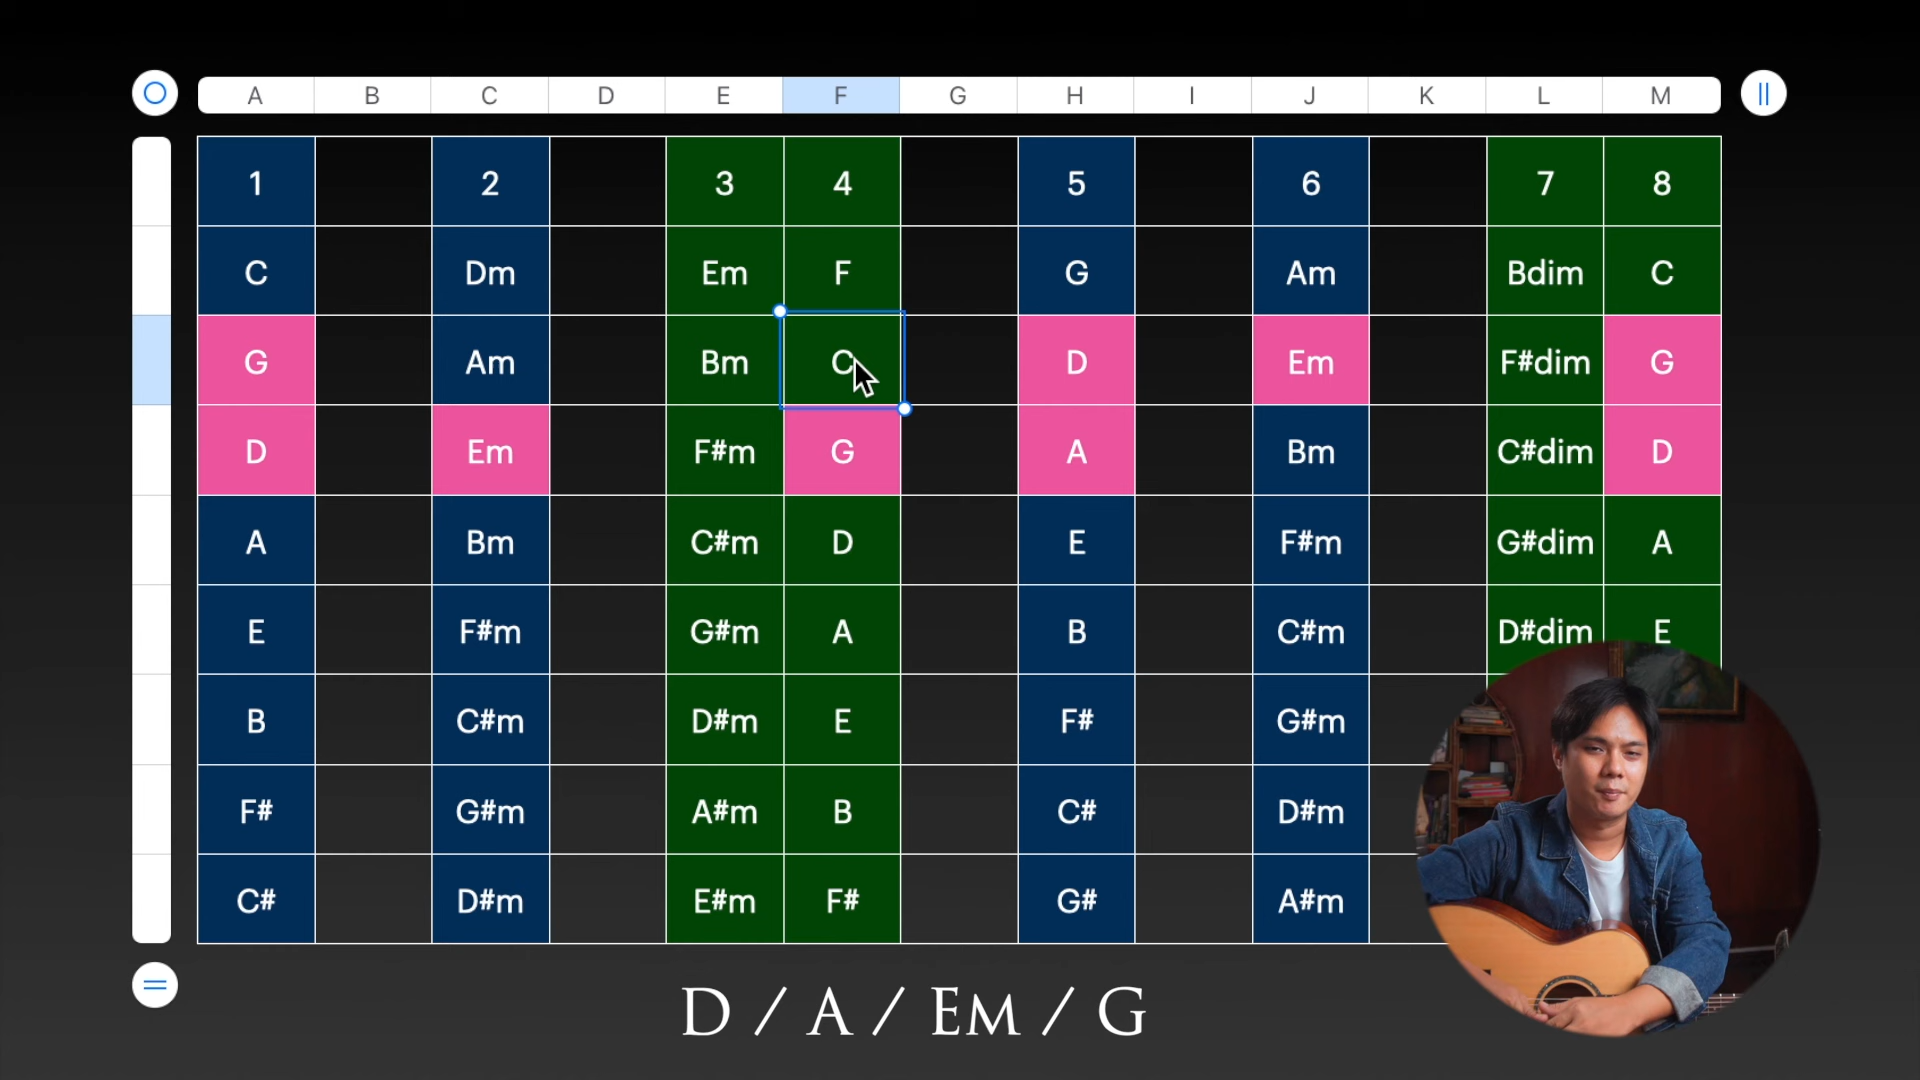 A B C D E F G H I J K L M
1 2 3 4 5 6 7 8
C Dm Em F G Am Bdim C
G Am Bm C D Em F#dim G
D Em F#m G A Bm C#dim D
A Bm C#m D E F#m G#dim A
E F#m G#m A B C#m D#dim E
B C#m D#m E F# G#m
F# G#m A#m B C# D#m
C# D#m E#m F# G# A#m
D / A / EM / G